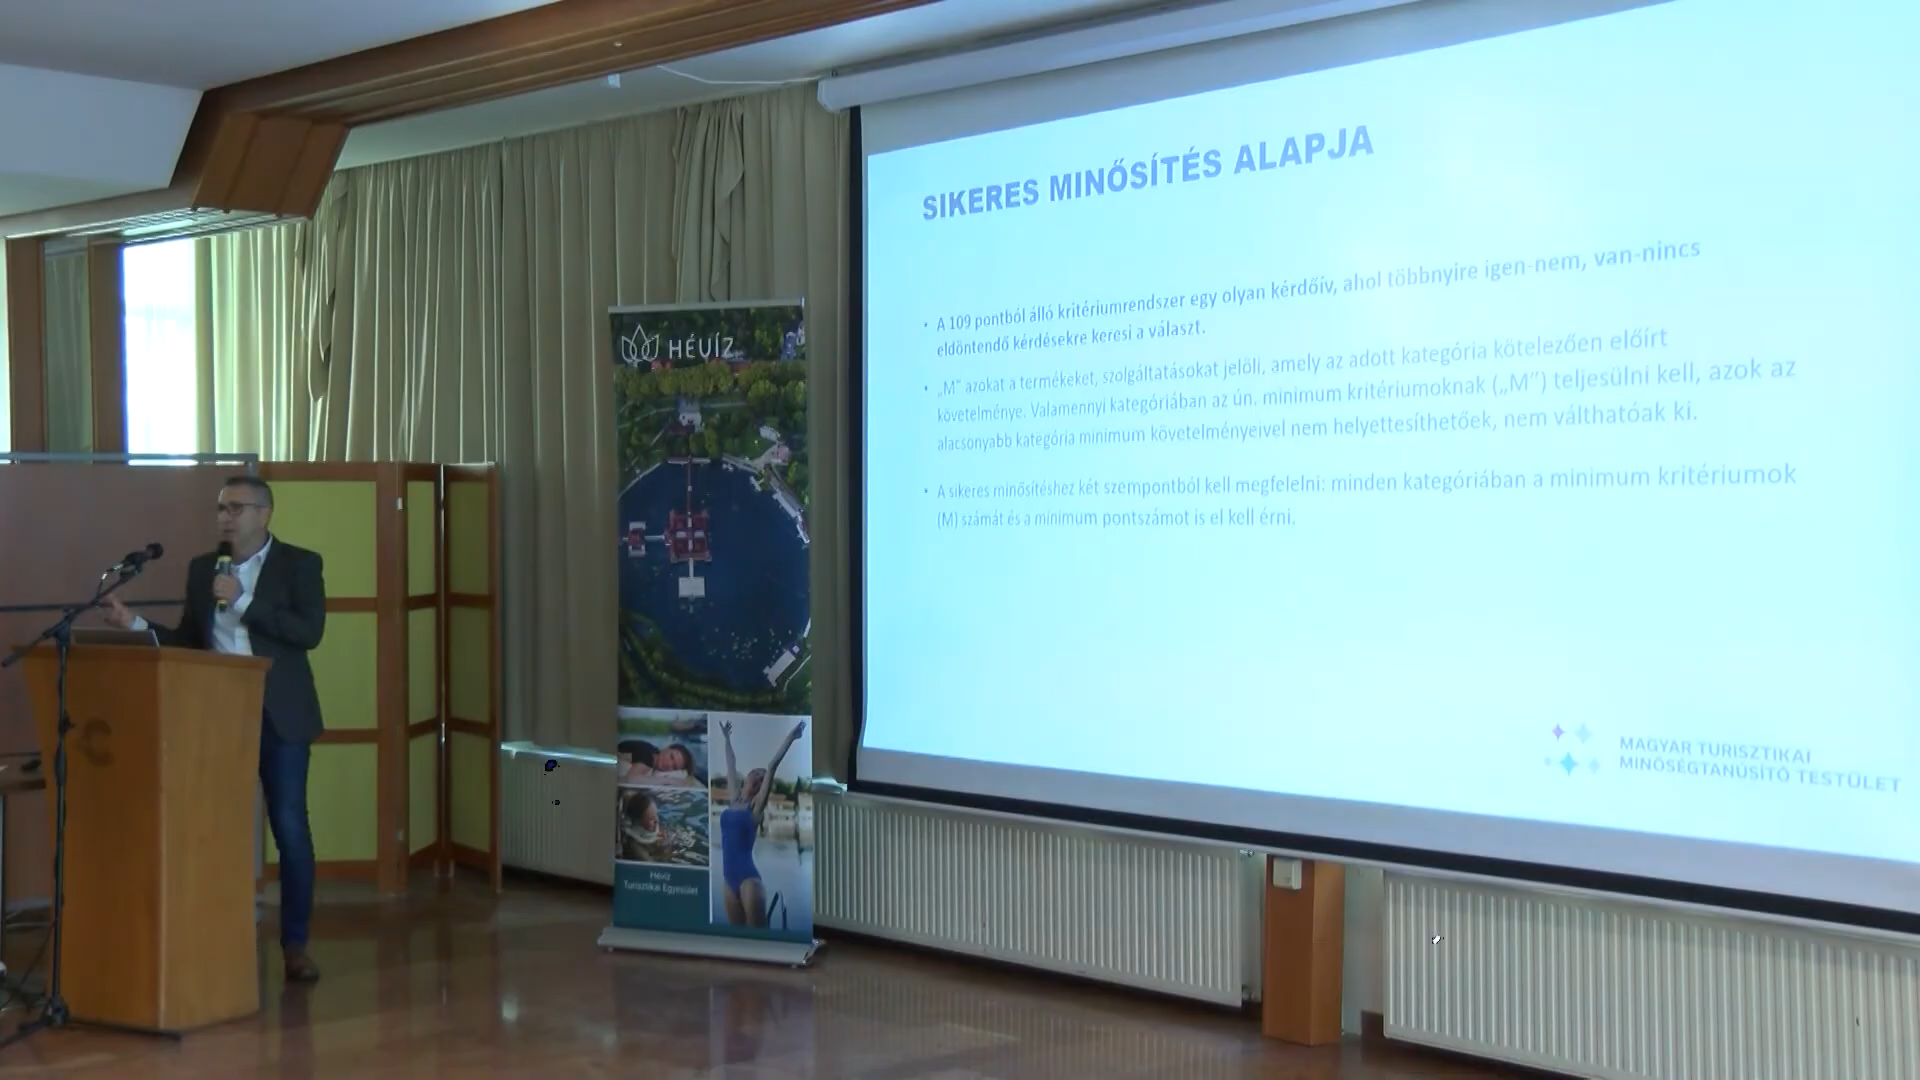 SIKERES MINŐSÍTÉS ALAPJA
• A 109 pontból álló kritériumrendszer egy olyan kérdőív, ahol többnyire igen-nem, van-nincs
eldöntendő kérdésekre keresi a választ.
• „M” azokat a termékeket, szolgáltatásokat jelöli, amely az adott kategória kötelezően előírt
követelménye. Valamennyi kategóriában az ún. minimum kritériumoknak („M”) teljesülni kell, azok az
alacsonyabb kategória minimum követelményeivel nem helyettesíthetőek, nem válthatóak ki.
• A sikeres minősítéshez két szempontból kell megfelelni: minden kategóriában a minimum kritériumok
(M) számát és a minimum pontszámot is el kell érni.
MAGYAR TURISZTIKAI
MINŐSÉGTANÚSÍTÓ TESTÜLET
HÉVÍZ
Hévíz
Turisztikai Egyesület